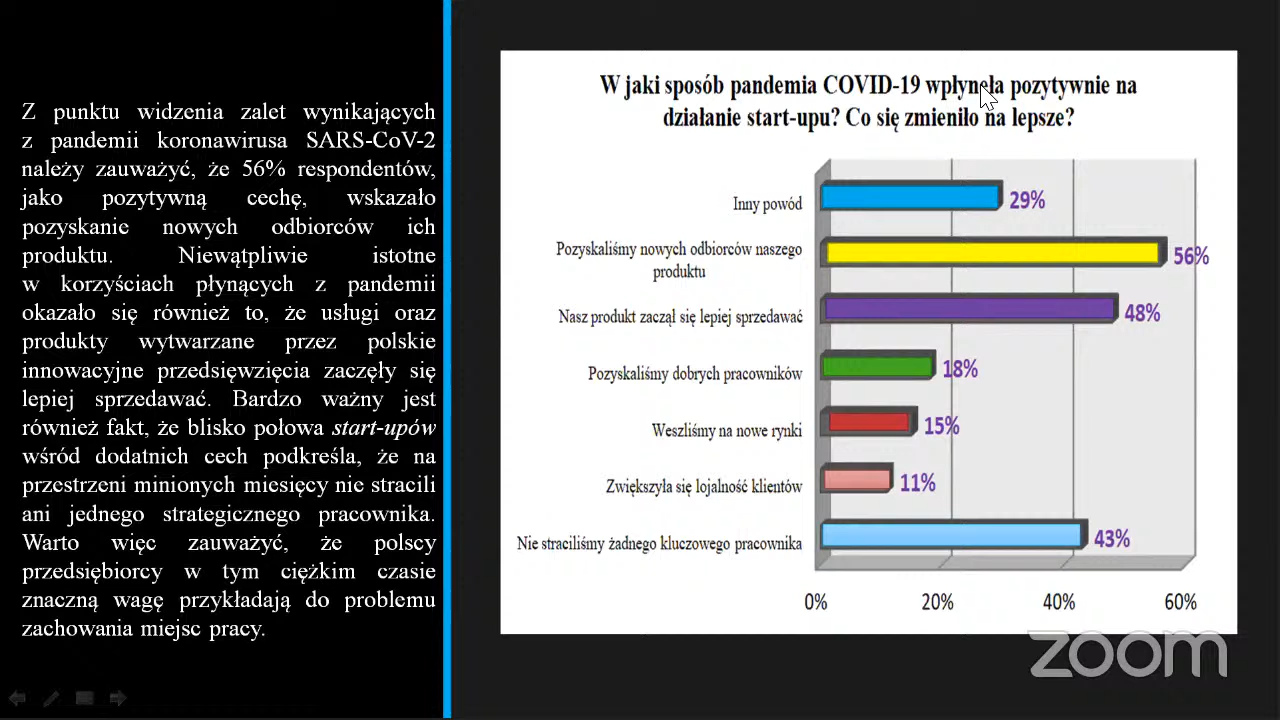 Z punktu widzenia zalet wynikających
z pandemii koronawirusa SARS-CoV-2
należy zauważyć, że 56% respondentów,
jako pozytywną cechę, wskazało
pozyskanie nowych odbiorców ich
produktu. Niewątpliwie istotne
w korzyściach płynących z pandemii
okazało się również to, że usługi oraz
produkty wytwarzane przez polskie
innowacyjne przedsięwzięcia zaczęły się
lepiej sprzedawać. Bardzo ważny jest
również fakt, że blisko połowa start-upów
wśród dodatnich cech podkreśla, że na
przestrzeni minionych miesięcy nie stracili
ani jednego strategicznego pracownika.
Warto więc zauważyć, że polscy
przedsiębiorcy w tym ciężkim czasie
znaczną wagę przykładają do problemu
zachowania miejsc pracy.
W jaki sposób pandemia COVID-19 wpłynęła pozytywnie na
działanie start-upu? Co się zmieniło na lepsze?
Inny powód 29%
Pozyskaliśmy nowych odbiorców naszego
produktu 56%
Nasz produkt zaczął się lepiej sprzedawać 48%
Pozyskaliśmy dobrych pracowników 18%
Weszliśmy na nowe rynki 15%
Zwiększyła się lojalność klientów 11%
Nie straciliśmy żadnego kluczowego pracownika 43%
0% 20% 40% 60%
zoom